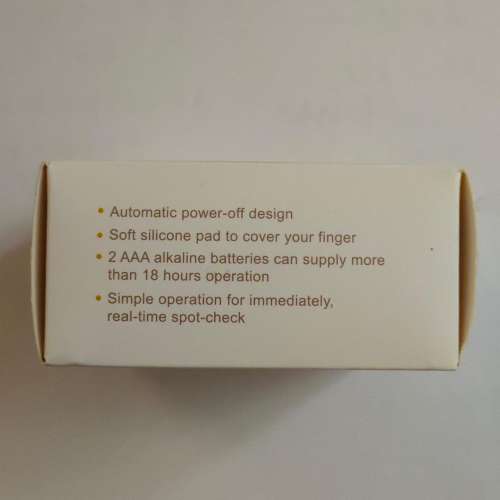 • Automatic power-off design
• Soft silicone pad to cover your finger
• 2 AAA alkaline batteries can supply more
than 18 hours operation
• Simple operation for immediately,
real-time spot-check